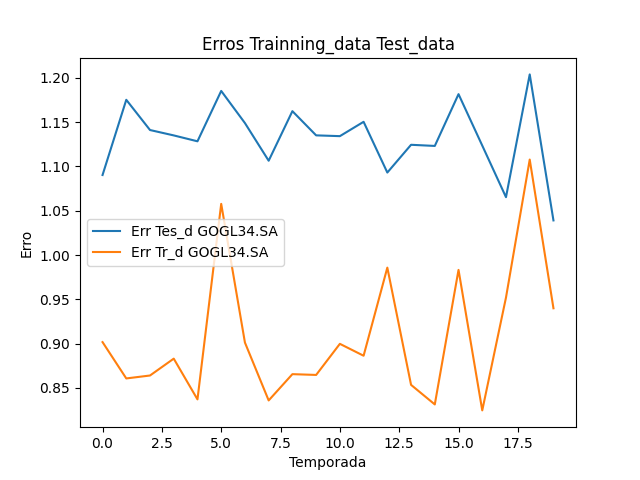 Erros Trainning_data Test_data
1.20
1.15
1.10
1.05
1.00
0.95
0.90
0.85
Erro
Err Tes_d GOGL34.SA
Err Tr_d GOGL34.SA
0.0 2.5 5.0 7.5 10.0 12.5 15.0 17.5
Temporada